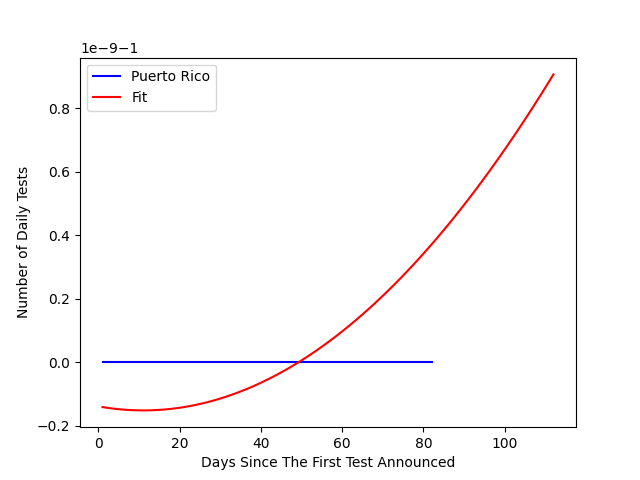 1e−9−1
Puerto Rico
Fit
0.8
0.6
0.4
0.2
0.0
−0.2
Number of Daily Tests
0 20 40 60 80 100
Days Since The First Test Announced